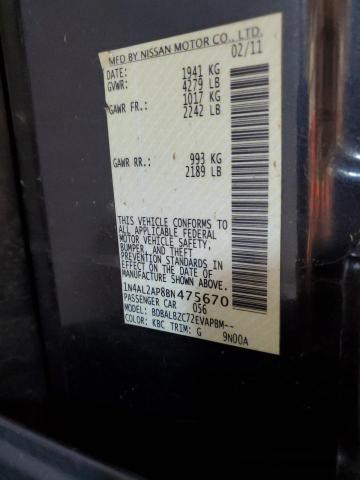 MFD BY NISSAN MOTOR CO., LTD.
02/11
DATE: 1941 KG
GVWR: 4279 LB
GAWR FR.: 1017 KG
2242 LB
GAWR RR.: 993 KG
2189 LB
THIS VEHICLE CONFORMS TO
ALL APPLICABLE FEDERAL
MOTOR VEHICLE SAFETY,
BUMPER, AND THEFT
PREVENTION STANDARDS IN
EFFECT ON THE DATE OF
MANUFACTURE SHOWN ABOVE.
1N4AL2AP8BN475670
PASSENGER CAR 056
MODEL: BDBALBZC72EVAPBM--
COLOR: KBC TRIM: G 9N00A